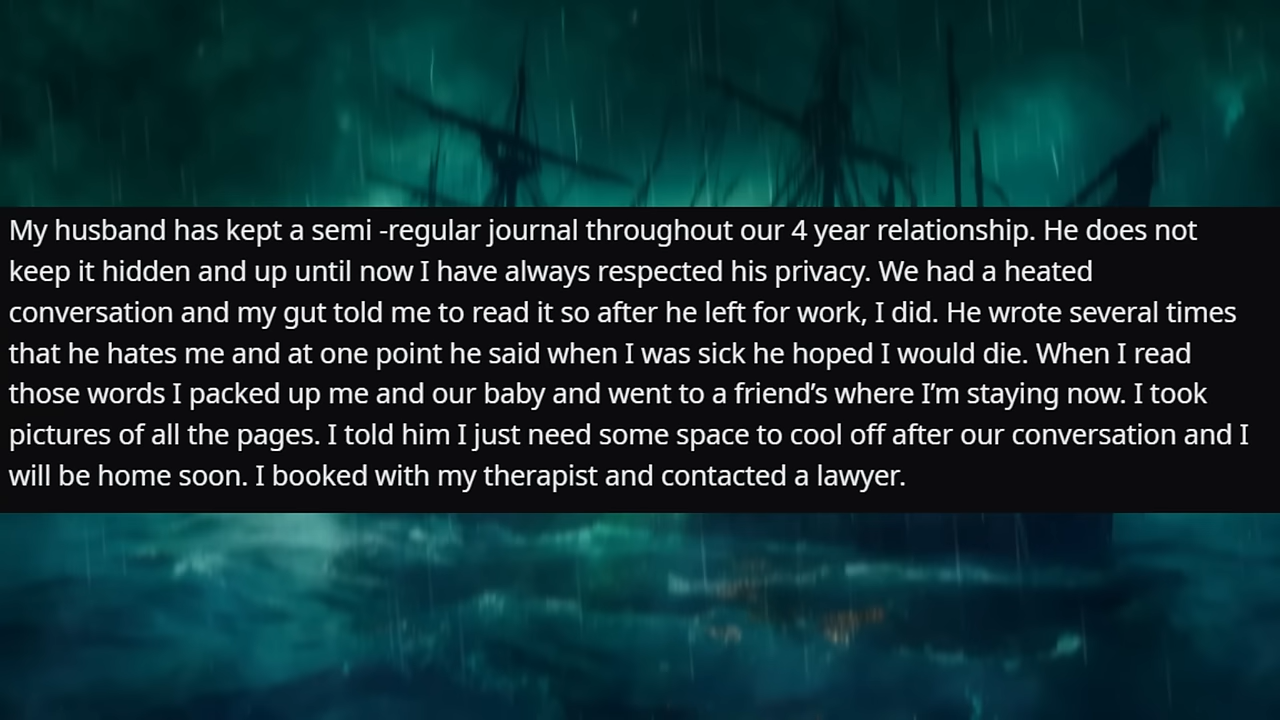 My husband has kept a semi -regular journal throughout our 4 year relationship. He does not
keep it hidden and up until now I have always respected his privacy. We had a heated
conversation and my gut told me to read it so after he left for work, I did. He wrote several times
that he hates me and at one point he said when I was sick he hoped I would die. When I read
those words I packed up me and our baby and went to a friend’s where I’m staying now. I took
pictures of all the pages. I told him I just need some space to cool off after our conversation and I
will be home soon. I booked with my therapist and contacted a lawyer.